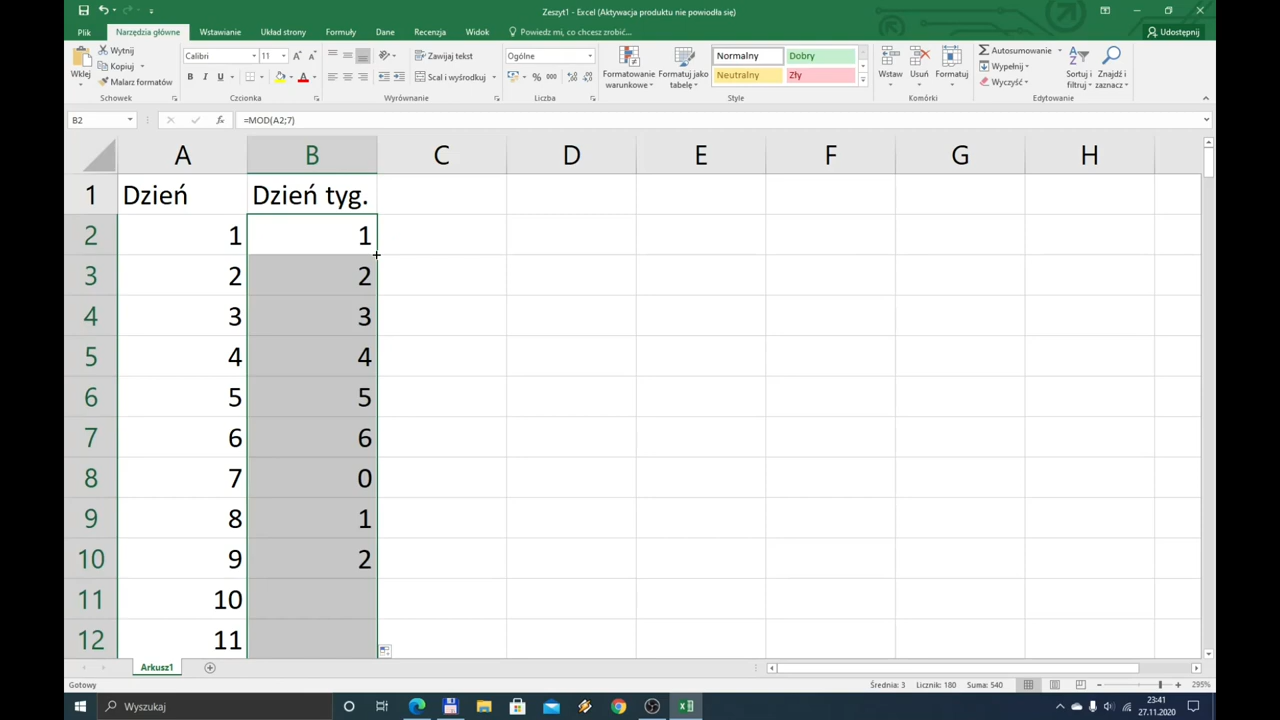 Zeszyt1 - Excel (Aktywacja produktu nie powiodła się)
Plik Narzędzia główne Wstawianie Układ strony Formuły Dane Recenzja Widok Powiedz mi, co chcesz zrobić... Udostępnij
Wklej
Wytnij
Kopiuj
Malarz formatów
Schowek
Calibri 11
B I U
Czcionka
Zawijaj tekst
Scal i wyśrodkuj
Wyrównanie
Ogólne
% 000
Liczba
Formatowanie warunkowe
Formatuj jako tabelę
Normalny Dobry
Neutralny Zły
Style
Wstaw Usuń Formatuj
Komórki
Autosumowanie
Wypełnij
Wyczyść
Sortuj i filtruj
Znajdź i zaznacz
Edytowanie
B2 fx =MOD(A2;7)
A B C D E F G H
1 Dzień Dzień tyg.
2 1 1
3 2 2
4 3 3
5 4 4
6 5 5
7 6 6
8 7 0
9 8 1
10 9 2
11 10
12 11
Arkusz1
Gotowy Średnia: 3 Licznik: 180 Suma: 540 295%
Wyszukaj
23:41
27.11.2020